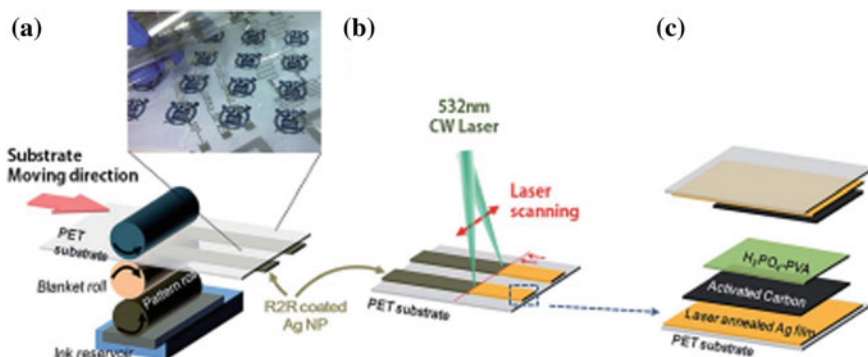 (a)
(b)
(c)
Substrate
Moving direction
PET
substrate
Blanket roll
Pattern roll
Ink reservoir
R2R coated
Ag NP
532nm
CW Laser
Laser
scanning
PET substrate
H₃PO₄-PVA
Activated Carbon
Laser annealed Ag film
PET substrate